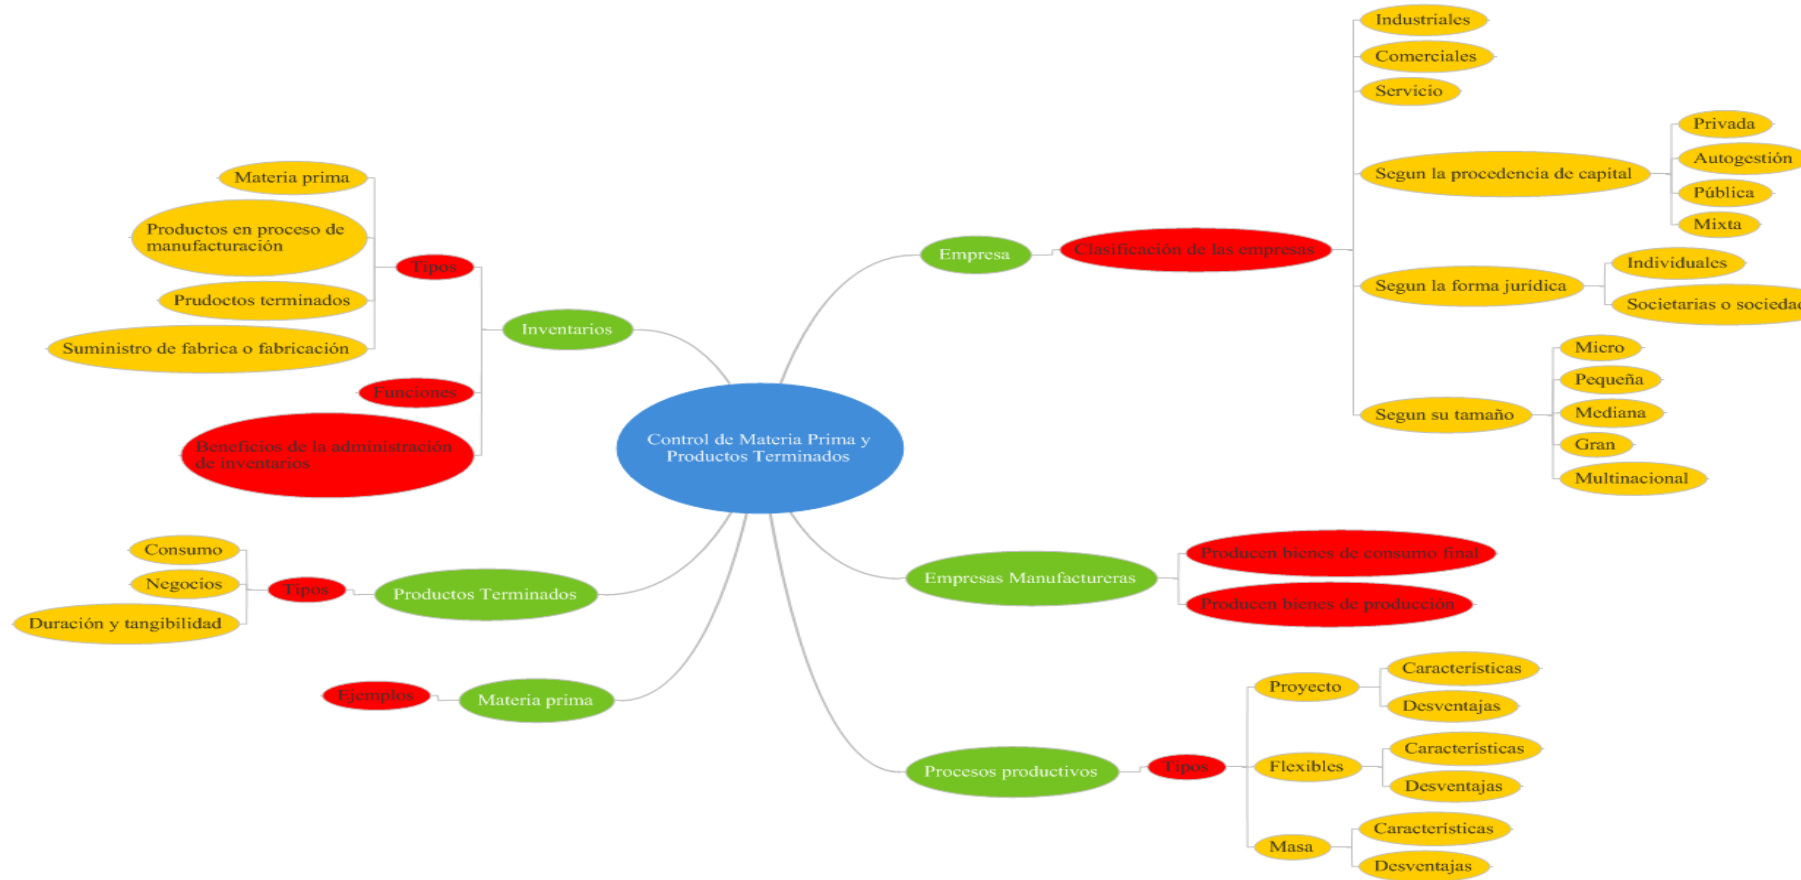 Control de Materia Prima y
Productos Terminados
Empresa
Clasificación de las empresas
Industriales
Comerciales
Servicio
Segun la procedencia de capital
Privada
Autogestión
Pública
Mixta
Segun la forma jurídica
Individuales
Societarias o sociedad
Segun su tamaño
Micro
Pequeña
Mediana
Gran
Multinacional
Empresas Manufactureras
Producen bienes de consumo final
Producen bienes de producción
Procesos productivos
Tipos
Proyecto
Características
Desventajas
Flexibles
Características
Desventajas
Masa
Características
Desventajas
Inventarios
Tipos
Materia prima
Productos en proceso de
manufacturación
Prudoctos terminados
Suministro de fabrica o fabricación
Funciones
Beneficios de la administración
de inventarios
Productos Terminados
Tipos
Consumo
Negocios
Duración y tangibilidad
Materia prima
Ejemplos